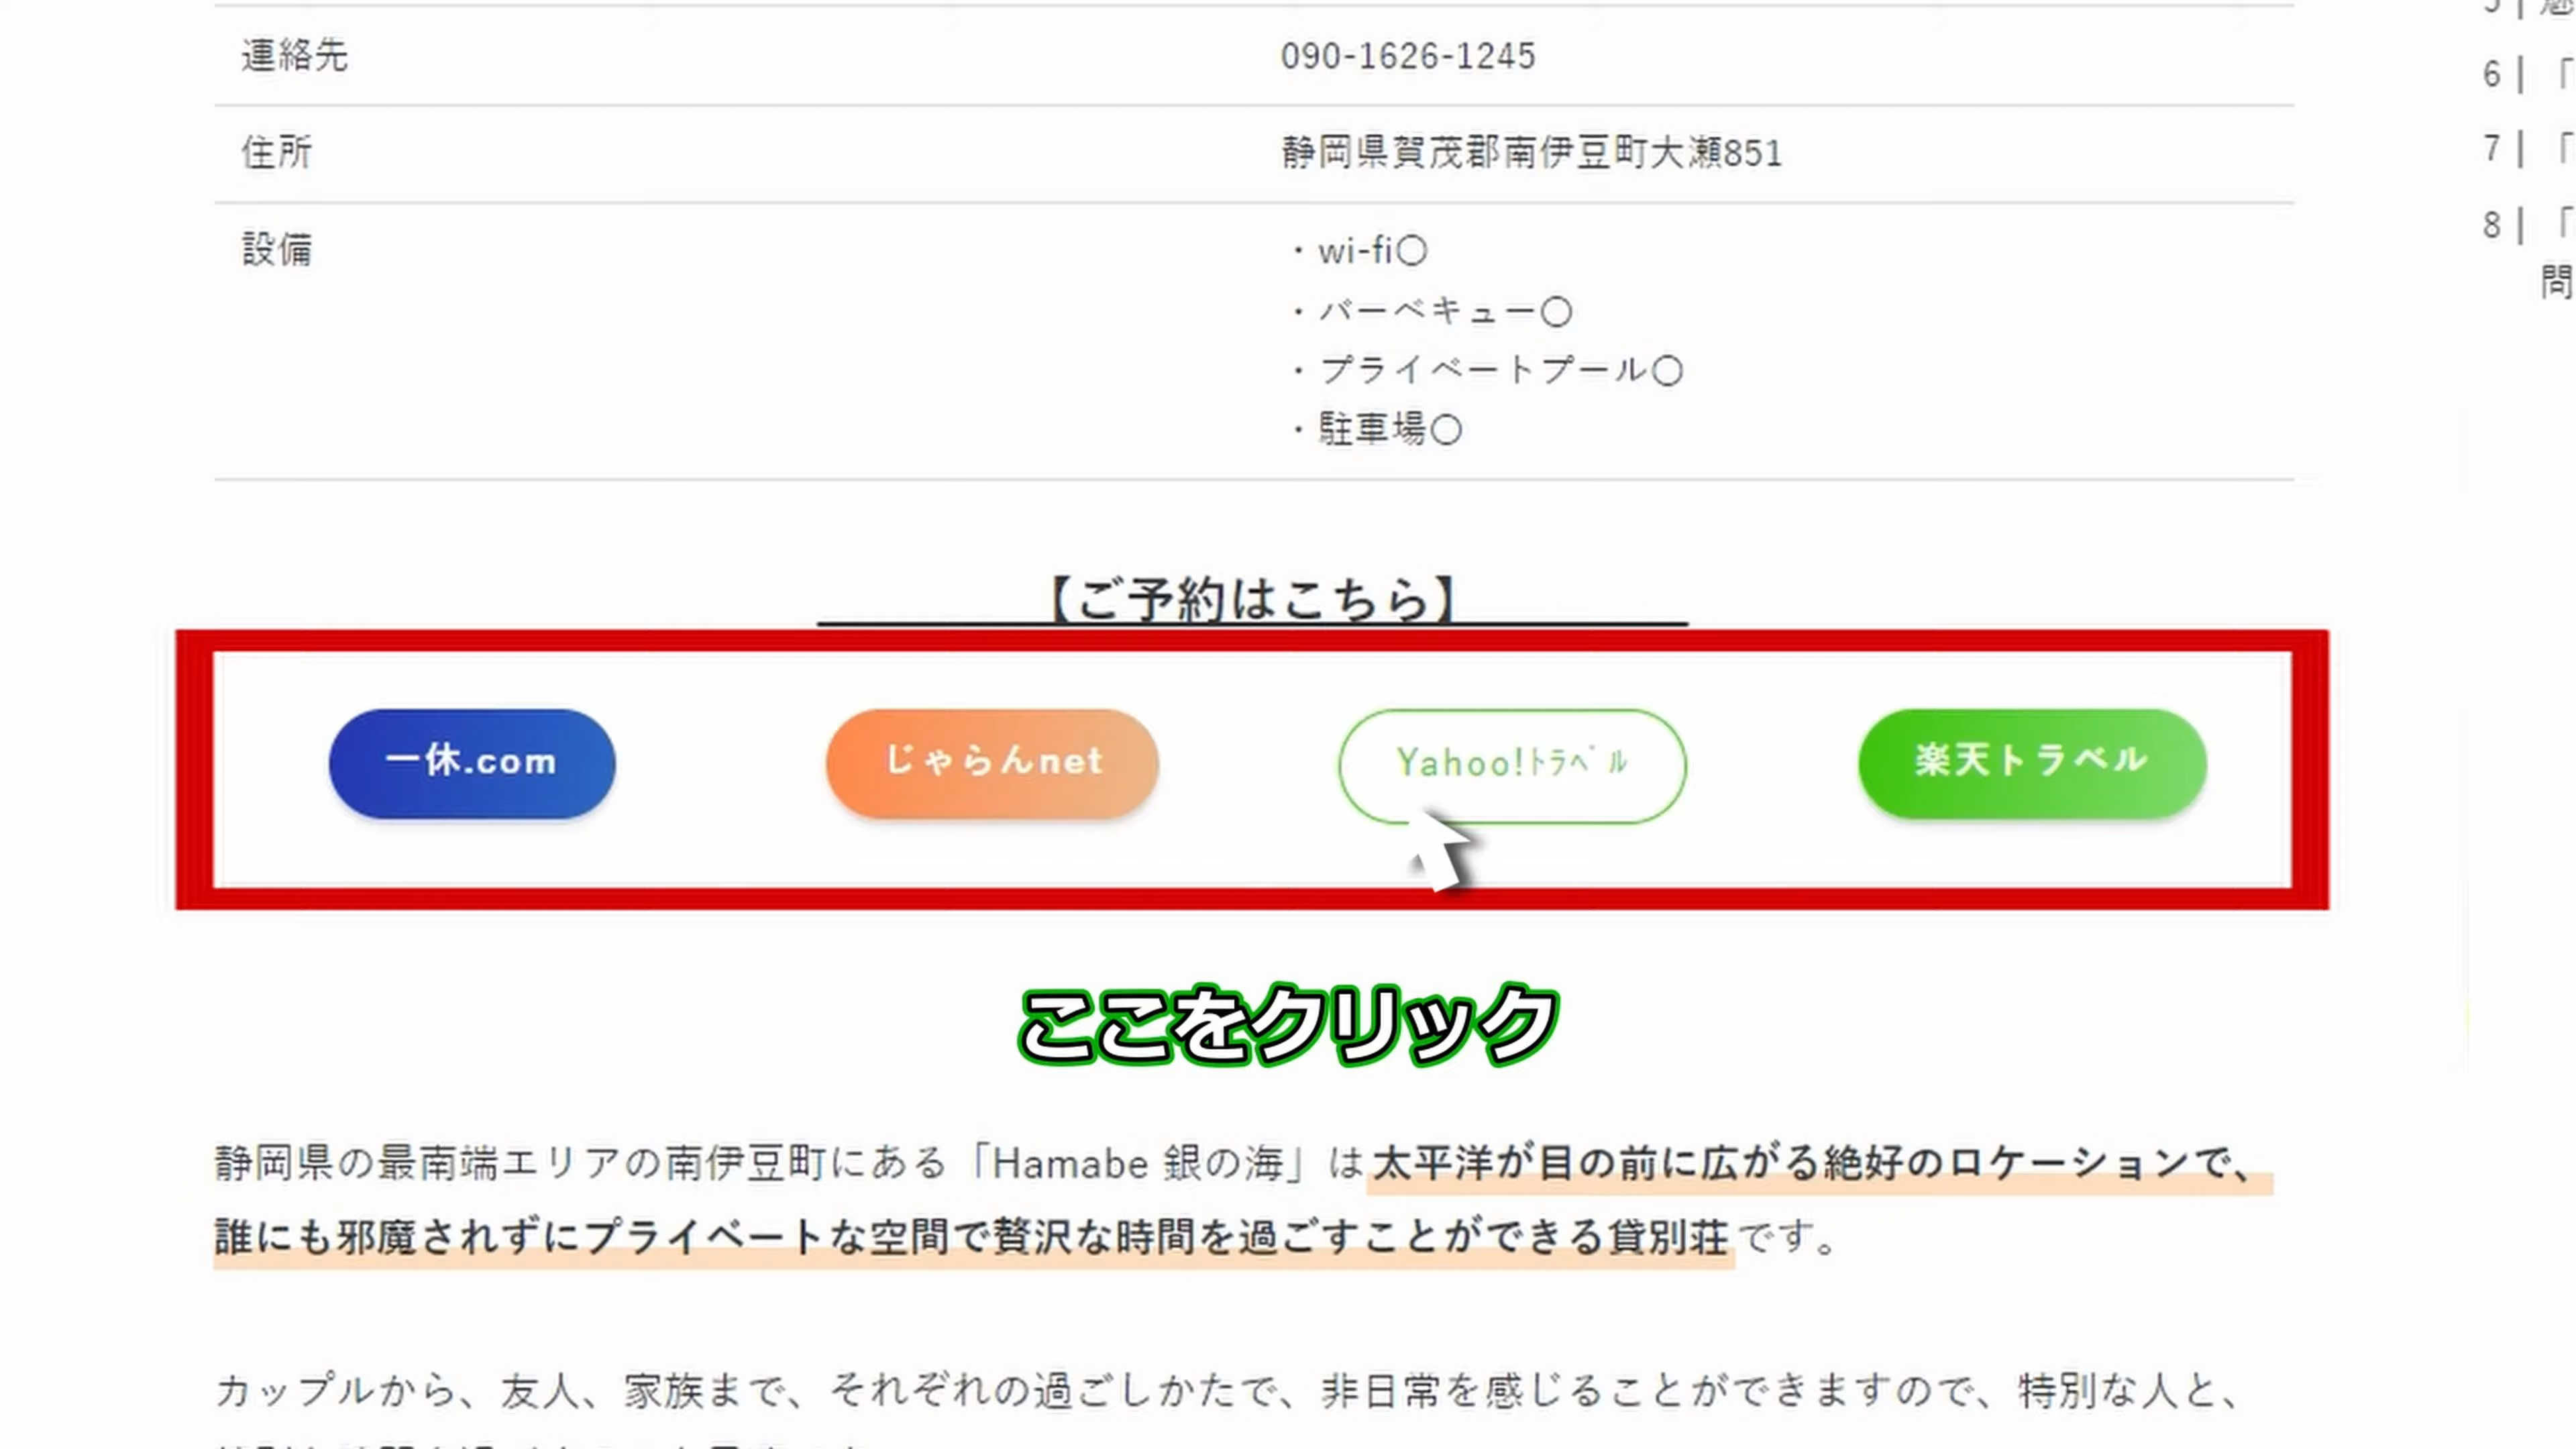 連絡先 090-1626-1245
住所 静岡県賀茂郡南伊豆町大瀬851
設備 ・wi-fi〇
・バーベキュー〇
・プライベートプール〇
・駐車場〇
6 | 「
7 | 「
8 | 「
問
【ご予約はこちら】
一休.com じゃらんnet Yahoo!ﾄﾗﾍﾞﾙ 楽天トラベル
ここをクリック
静岡県の最南端エリアの南伊豆町にある「Hamabe 銀の海」は太平洋が目の前に広がる絶好のロケーションで、
誰にも邪魔されずにプライベートな空間で贅沢な時間を過ごすことができる貸別荘です。
カップルから、友人、家族まで、それぞれの過ごしかたで、非日常を感じることができますので、特別な人と、